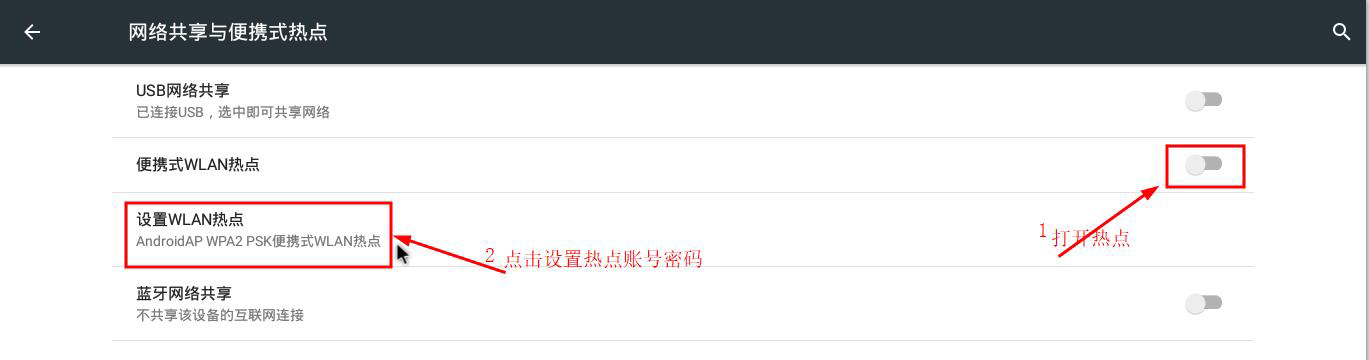 网络共享与便携式热点
USB网络共享
已连接USB，选中即可共享网络
便携式WLAN热点
设置WLAN热点
AndroidAP WPA2 PSK便携式WLAN热点
1 打开热点
2 点击设置热点账号密码
蓝牙网络共享
不共享该设备的互联网连接